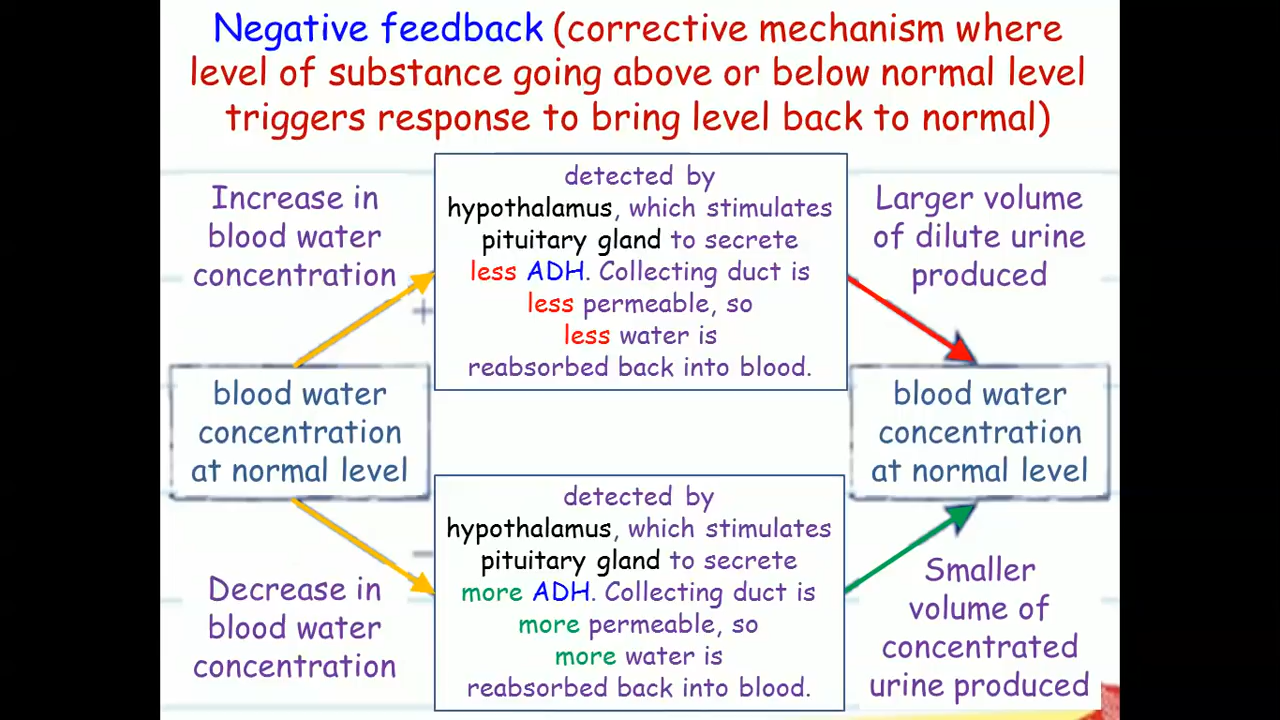 Negative feedback (corrective mechanism where
level of substance going above or below normal level
triggers response to bring level back to normal)
Increase in
blood water
concentration
+
detected by
hypothalamus, which stimulates
pituitary gland to secrete
less ADH. Collecting duct is
less permeable, so
less water is
reabsorbed back into blood.
Larger volume
of dilute urine
produced
blood water
concentration
at normal level
blood water
concentration
at normal level
Decrease in
blood water
concentration
−
detected by
hypothalamus, which stimulates
pituitary gland to secrete
more ADH. Collecting duct is
more permeable, so
more water is
reabsorbed back into blood.
Smaller
volume of
concentrated
urine produced